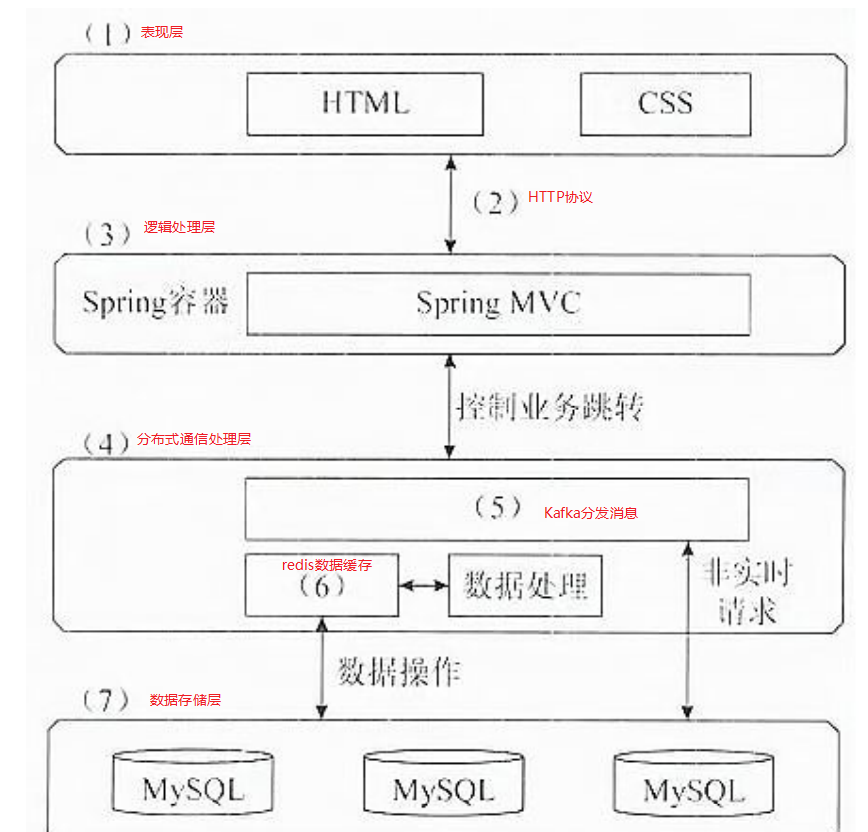 （1）表现层
HTML
CSS
（2）HTTP协议
（3）逻辑处理层
Spring容器
Spring MVC
控制业务跳转
（4）分布式通信处理层
（5）Kafka分发消息
redis数据缓存
（6）
数据处理
非实时
请求
数据操作
（7）数据存储层
MySQL
MySQL
MySQL